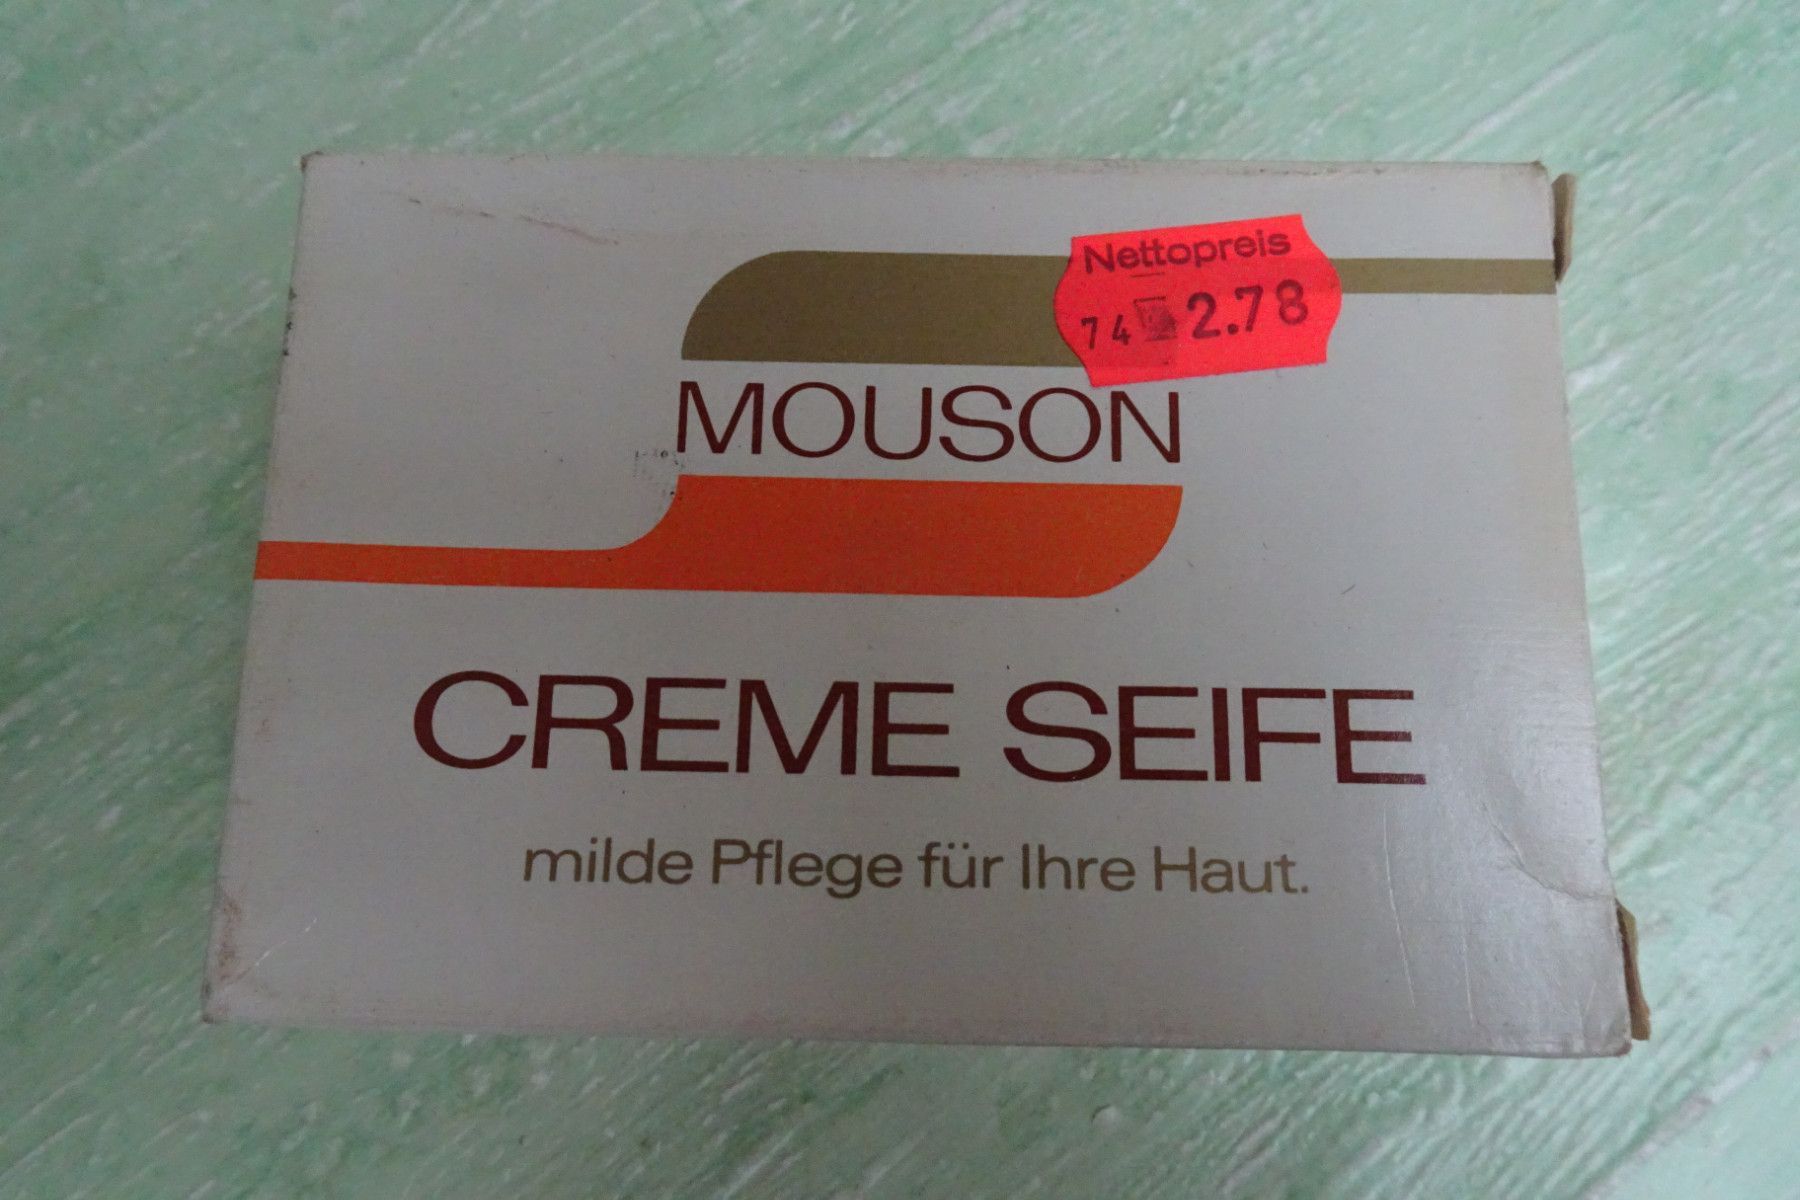 Nettopreis
74 2.78
MOUSON
CREME SEIFE
milde Pflege für Ihre Haut.